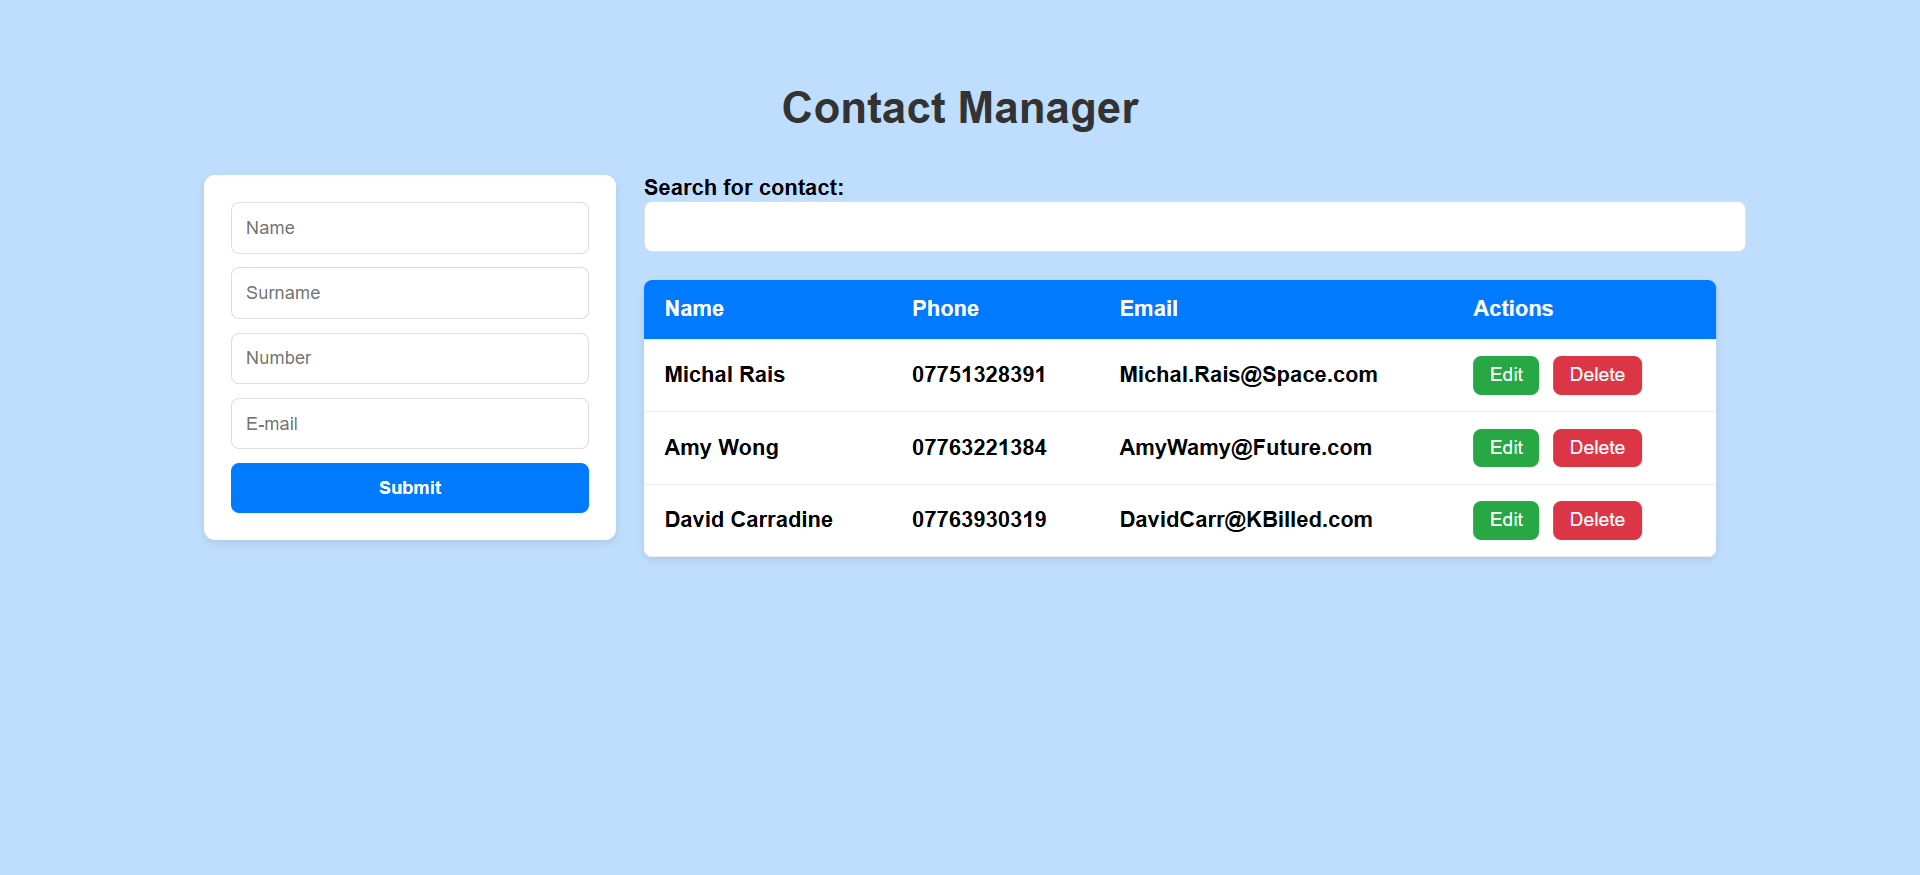 Contact Manager
Name
Surname
Number
E-mail
Submit
Search for contact:
Name Phone Email Actions
Michal Rais 07751328391 Michal.Rais@Space.com Edit Delete
Amy Wong 07763221384 AmyWamy@Future.com Edit Delete
David Carradine 07763930319 DavidCarr@KBilled.com Edit Delete